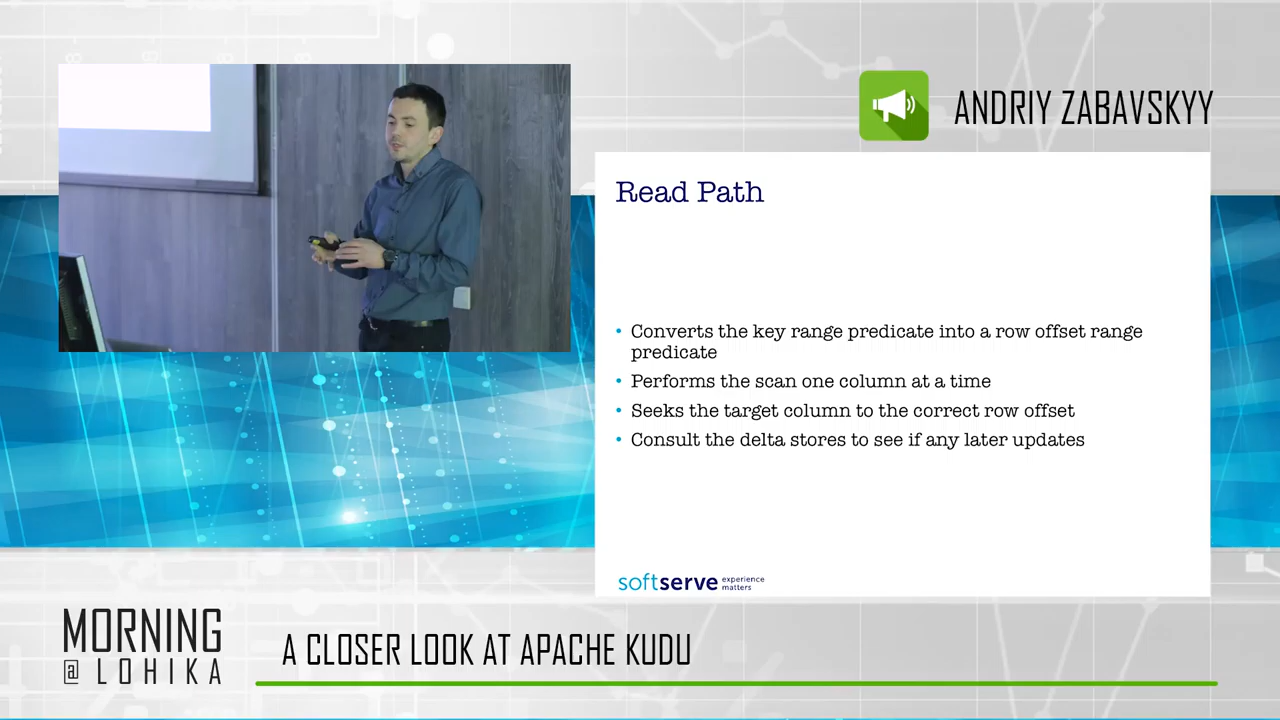 ANDRIY ZABAVSKYY
Read Path
• Converts the key range predicate into a row offset range
predicate
• Performs the scan one column at a time
• Seeks the target column to the correct row offset
• Consult the delta stores to see if any later updates
softserve experience
matters
MORNING
@ LOHIKA
A CLOSER LOOK AT APACHE KUDU